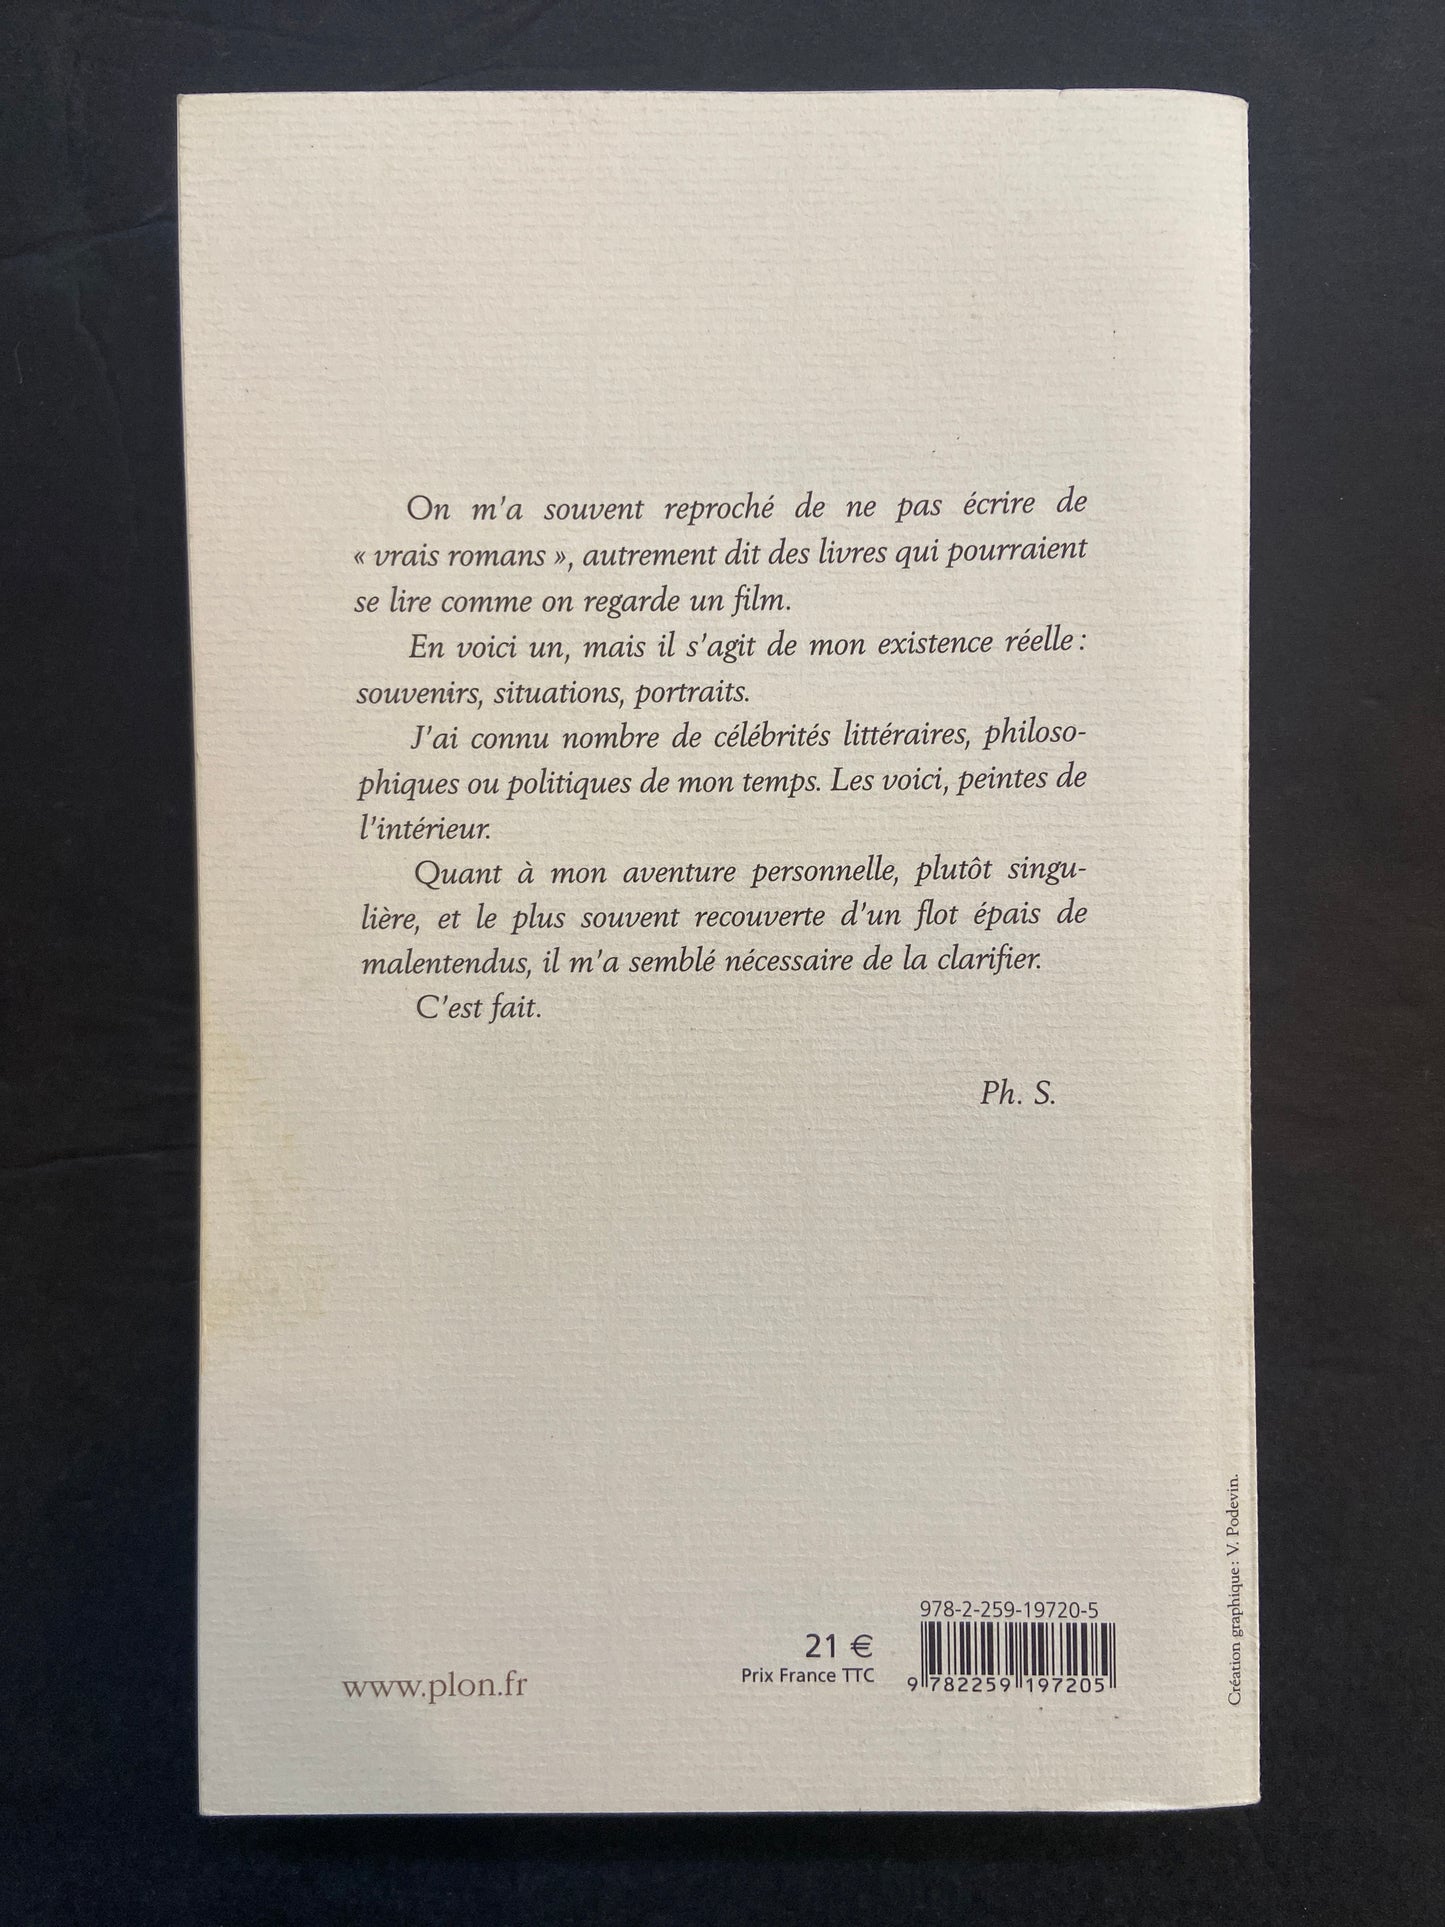 On m’a souvent reproché de ne pas écrire de
« vrais romans », autrement dit des livres qui pourraient
se lire comme on regarde un film.
En voici un, mais il s’agit de mon existence réelle :
souvenirs, situations, portraits.
J’ai connu nombre de célébrités littéraires, philoso-
phiques ou politiques de mon temps. Les voici, peintes de
l’intérieur.
Quant à mon aventure personnelle, plutôt singu-
lière, et le plus souvent recouverte d’un flot épais de
malentendus, il m’a semblé nécessaire de la clarifier.
C’est fait.
Ph. S.
www.plon.fr
21 €
Prix France TTC
978-2-259-19720-5
9 782259 197205
Création graphique : V. Podevin.